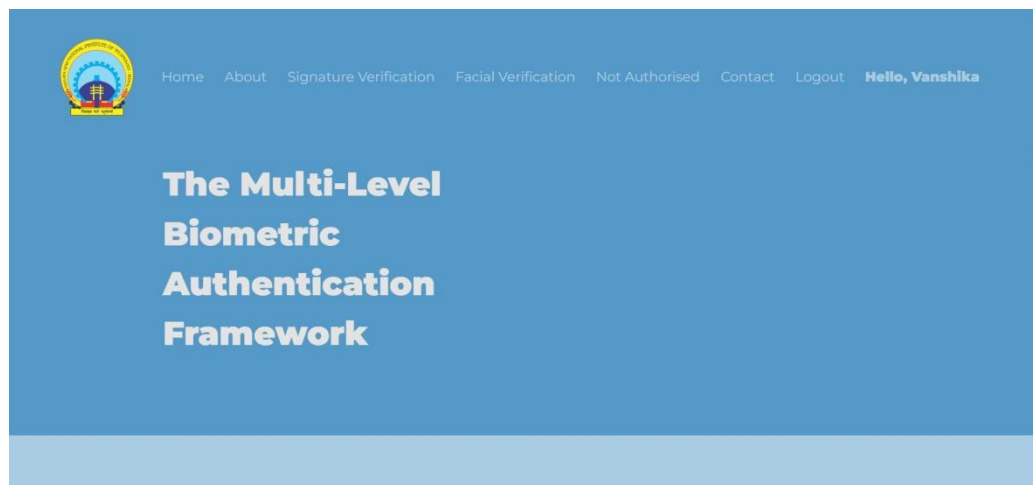 Home About Signature Verification Facial Verification Not Authorised Contact Logout Hello, Vanshika
The Multi-Level
Biometric
Authentication
Framework